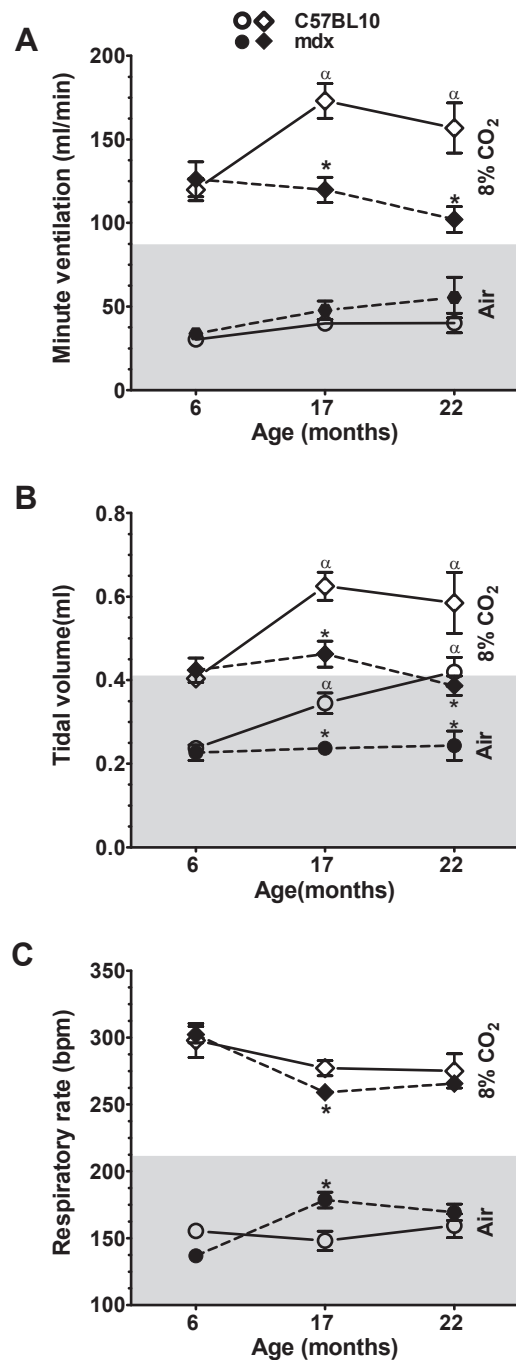 C57BL10
mdx
A
Minute ventilation (ml/min)
200
150
100
50
0
α
α
*
*
8% CO₂
Air
6
17
22
Age (months)
B
Tidal volume(ml)
0.8
0.6
0.4
0.2
0.0
α
α
*
α
α
*
*
*
8% CO₂
Air
6
17
22
Age(months)
C
Respiratory rate (bpm)
350
300
250
200
150
100
*
*
8% CO₂
Air
6
17
22
Age (months)